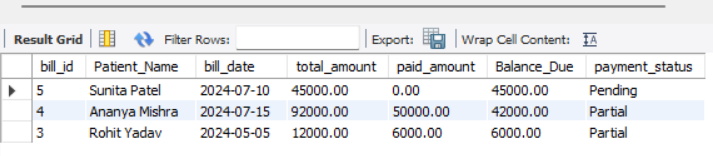 Result Grid Filter Rows: Export: Wrap Cell Content: IA
bill_id Patient_Name bill_date total_amount paid_amount Balance_Due payment_status
5 Sunita Patel 2024-07-10 45000.00 0.00 45000.00 Pending
4 Ananya Mishra 2024-07-15 92000.00 50000.00 42000.00 Partial
3 Rohit Yadav 2024-05-05 12000.00 6000.00 6000.00 Partial